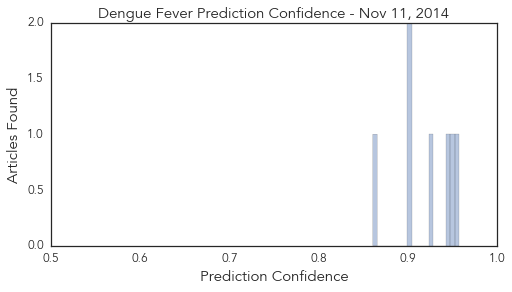 Dengue Fever Prediction Confidence - Nov 11, 2014
2.0
1.5
1.0
0.5
0.0
Articles Found
0.5 0.6 0.7 0.8 0.9 1.0
Prediction Confidence